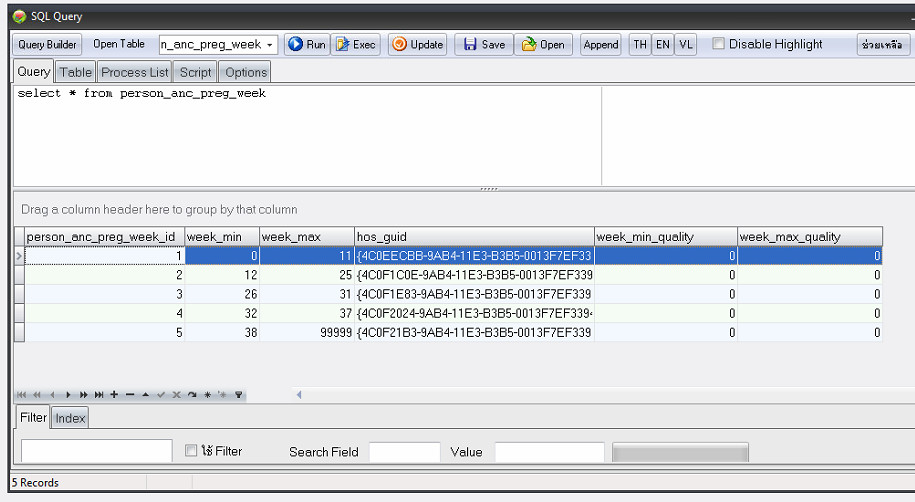 SQL Query
Query Builder Open Table n_anc_preg_week Run Exec Update Save Open Append TH EN VL Disable Highlight ช่วยเหลือ
Query Table Process List Script Options
select * from person_anc_preg_week
Drag a column header here to group by that column
person_anc_preg_week_id week_min week_max hos_guid week_min_quality week_max_quality
1 0 11 {4C0EECBB-9AB4-11E3-B3B5-0013F7EF33 0 0
2 12 25 {4C0F1C0E-9AB4-11E3-B3B5-0013F7EF339 0 0
3 26 31 {4C0F1E83-9AB4-11E3-B3B5-0013F7EF339 0 0
4 32 37 {4C0F2024-9AB4-11E3-B3B5-0013F7EF339 0 0
5 38 99999 {4C0F21B3-9AB4-11E3-B3B5-0013F7EF339 0 0
Filter Index
ใช้ Filter Search Field Value
5 Records